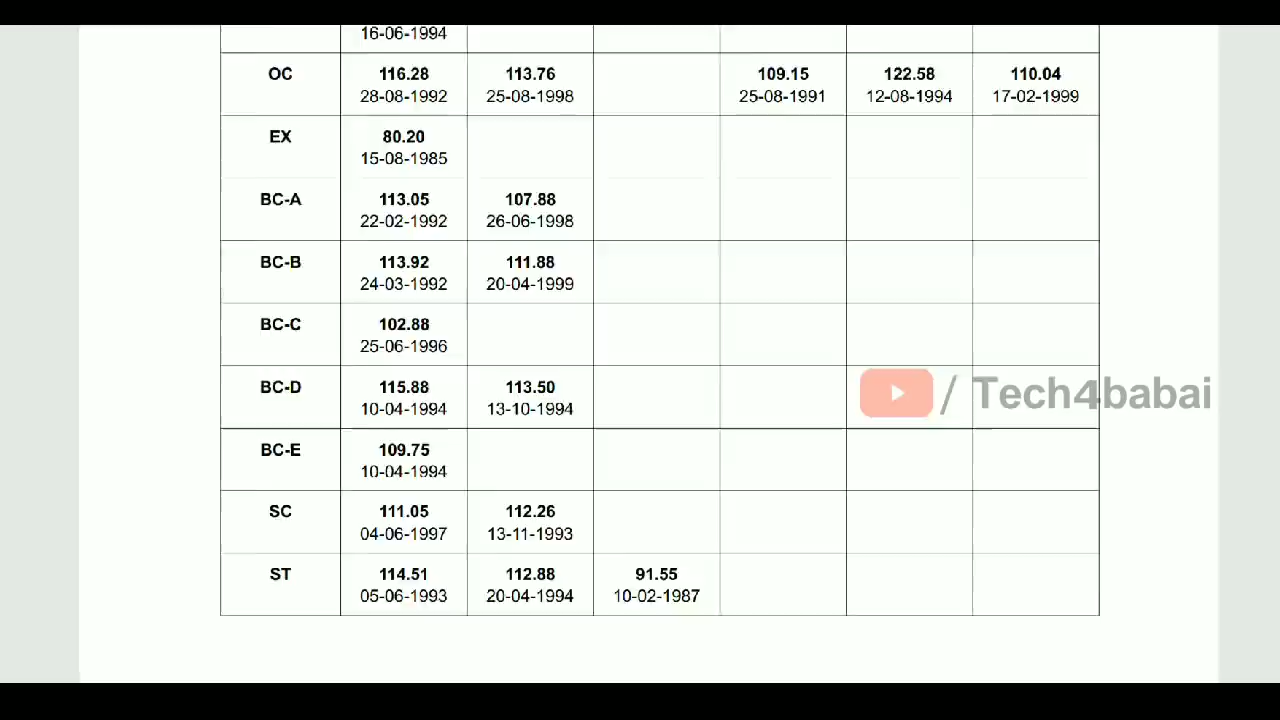 16-06-1994
OC 116.28 113.76 109.15 122.58 110.04
28-08-1992 25-08-1998 25-08-1991 12-08-1994 17-02-1999
EX 80.20
15-08-1985
BC-A 113.05 107.88
22-02-1992 26-06-1998
BC-B 113.92 111.88
24-03-1992 20-04-1999
BC-C 102.88
25-06-1996
BC-D 115.88 113.50
10-04-1994 13-10-1994
/ Tech4babai
BC-E 109.75
10-04-1994
SC 111.05 112.26
04-06-1997 13-11-1993
ST 114.51 112.88 91.55
05-06-1993 20-04-1994 10-02-1987